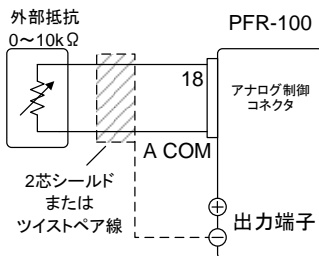 外部抵抗
0～10kΩ
PFR-100
18
アナログ制御
コネクタ
A COM
2芯シールド
または
ツイストペア線
出力端子